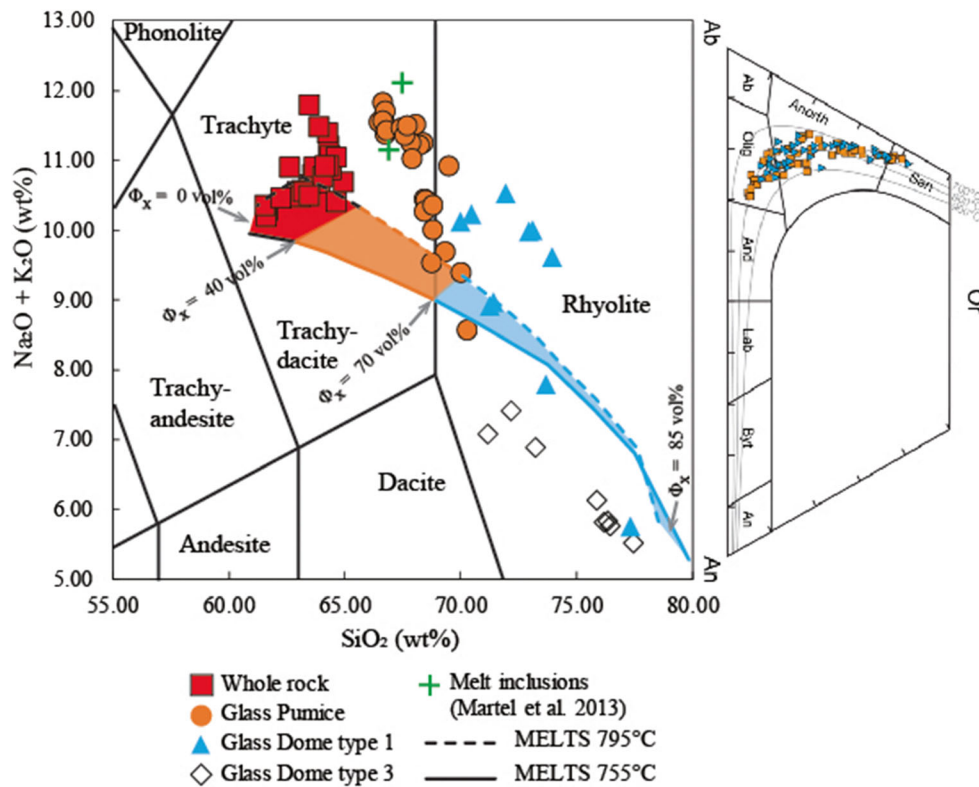 13.00
12.00
11.00
10.00
9.00
8.00
7.00
6.00
5.00
Na₂O + K₂O (wt%)
55.00
60.00
65.00
70.00
75.00
80.00
SiO₂ (wt%)
Phonolite
Trachyte
Φx = 0 vol%
Φx = 40 vol%
Φx = 70 vol%
Φx = 85 vol%
Rhyolite
Trachy-
dacite
Trachy-
andesite
Dacite
Andesite
Ab
Ab
Anorth
Olig
San
And
Lab
Byt
An
An
Or
Whole rock
Glass Pumice
Glass Dome type 1
Glass Dome type 3
Melt inclusions
(Martel et al. 2013)
MELTS 795°C
MELTS 755°C